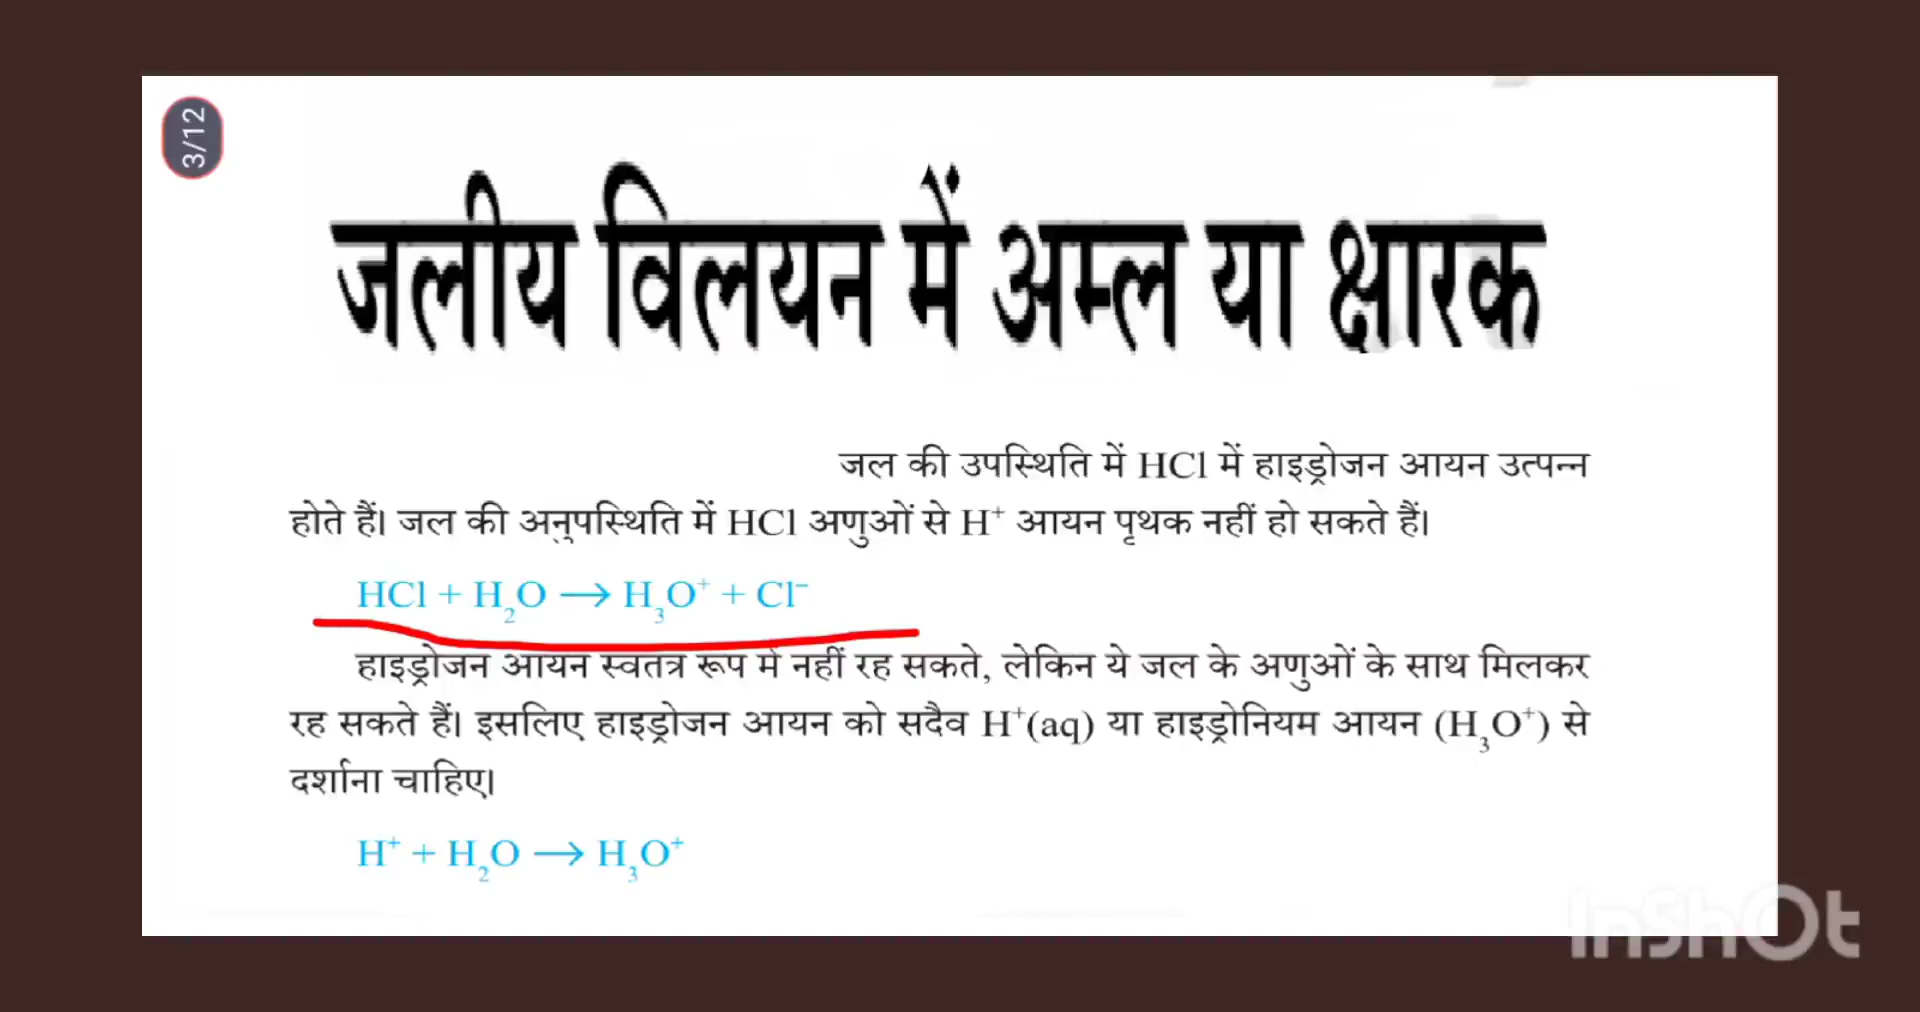 3/12
जलीय विलयन में अम्ल या क्षारक
जल की उपस्थिति में HCl में हाइड्रोजन आयन उत्पन्न
होते हैं। जल की अनुपस्थिति में HCl अणुओं से H⁺ आयन पृथक नहीं हो सकते हैं।
HCl + H₂O → H₃O⁺ + Cl⁻
हाइड्रोजन आयन स्वतंत्र रूप में नहीं रह सकते, लेकिन ये जल के अणुओं के साथ मिलकर
रह सकते हैं। इसलिए हाइड्रोजन आयन को सदैव H⁺(aq) या हाइड्रोनियम आयन (H₃O⁺) से
दर्शाना चाहिए।
H⁺ + H₂O → H₃O⁺
InShOt